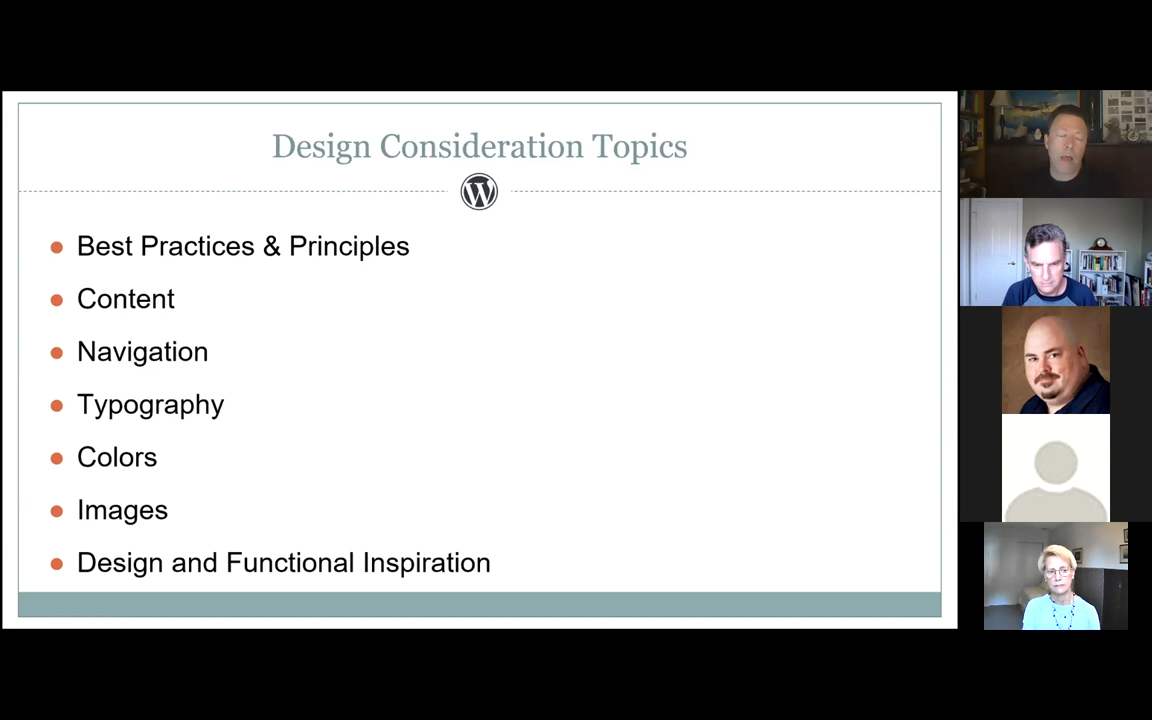 Design Consideration Topics
Best Practices & Principles
Content
Navigation
Typography
Colors
Images
Design and Functional Inspiration